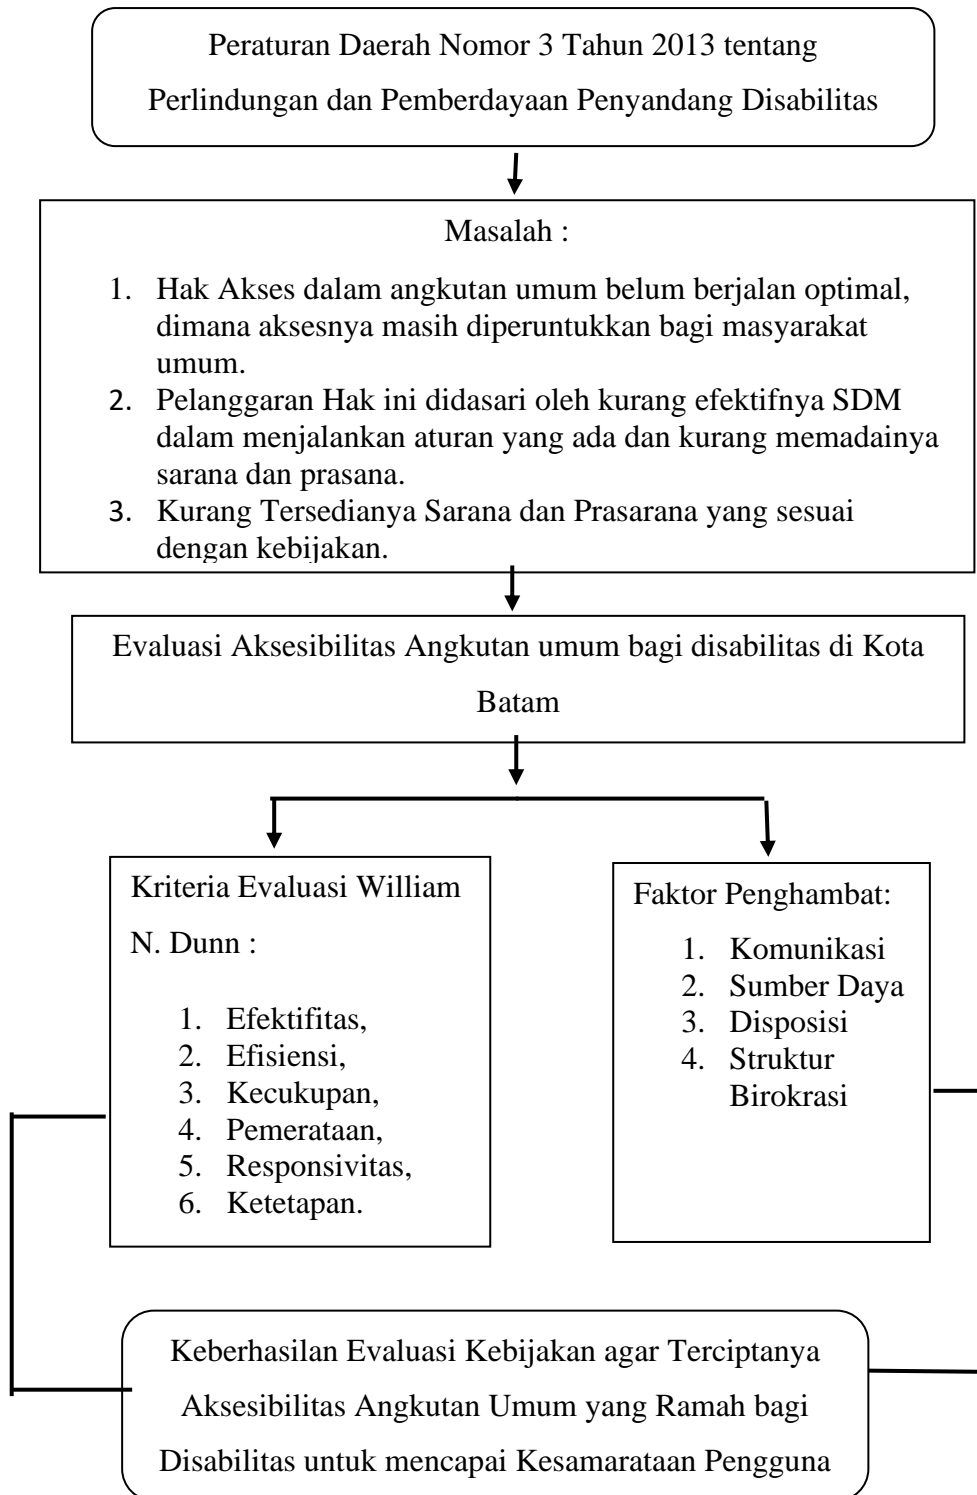 Peraturan Daerah Nomor 3 Tahun 2013 tentang
Perlindungan dan Pemberdayaan Penyandang Disabilitas
Masalah :
1. Hak Akses dalam angkutan umum belum berjalan optimal,
dimana aksesnya masih diperuntukkan bagi masyarakat
umum.
2. Pelanggaran Hak ini didasari oleh kurang efektifnya SDM
dalam menjalankan aturan yang ada dan kurang memadainya
sarana dan prasana.
3. Kurang Tersedianya Sarana dan Prasarana yang sesuai
dengan kebijakan.
Evaluasi Aksesibilitas Angkutan umum bagi disabilitas di Kota
Batam
Kriteria Evaluasi William
N. Dunn :
1. Efektifitas,
2. Efisiensi,
3. Kecukupan,
4. Pemerataan,
5. Responsivitas,
6. Ketetapan.
Faktor Penghambat:
1. Komunikasi
2. Sumber Daya
3. Disposisi
4. Struktur
Birokrasi
Keberhasilan Evaluasi Kebijakan agar Terciptanya
Aksesibilitas Angkutan Umum yang Ramah bagi
Disabilitas untuk mencapai Kesamarataan Pengguna